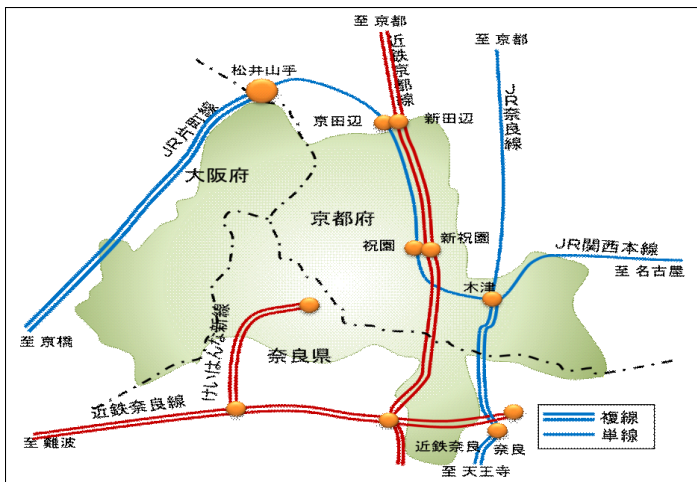 至 京都
近鉄京都線
至 京都
松井山手
JR奈良線
JR片町線
京田辺
新田辺
大阪府
京都府
祝園
新祝園
JR関西本線
至 名古屋
木津
けいはんな新線
至 京橋
奈良県
近鉄奈良線
至 難波
近鉄奈良
奈良
至 天王寺
複線
単線